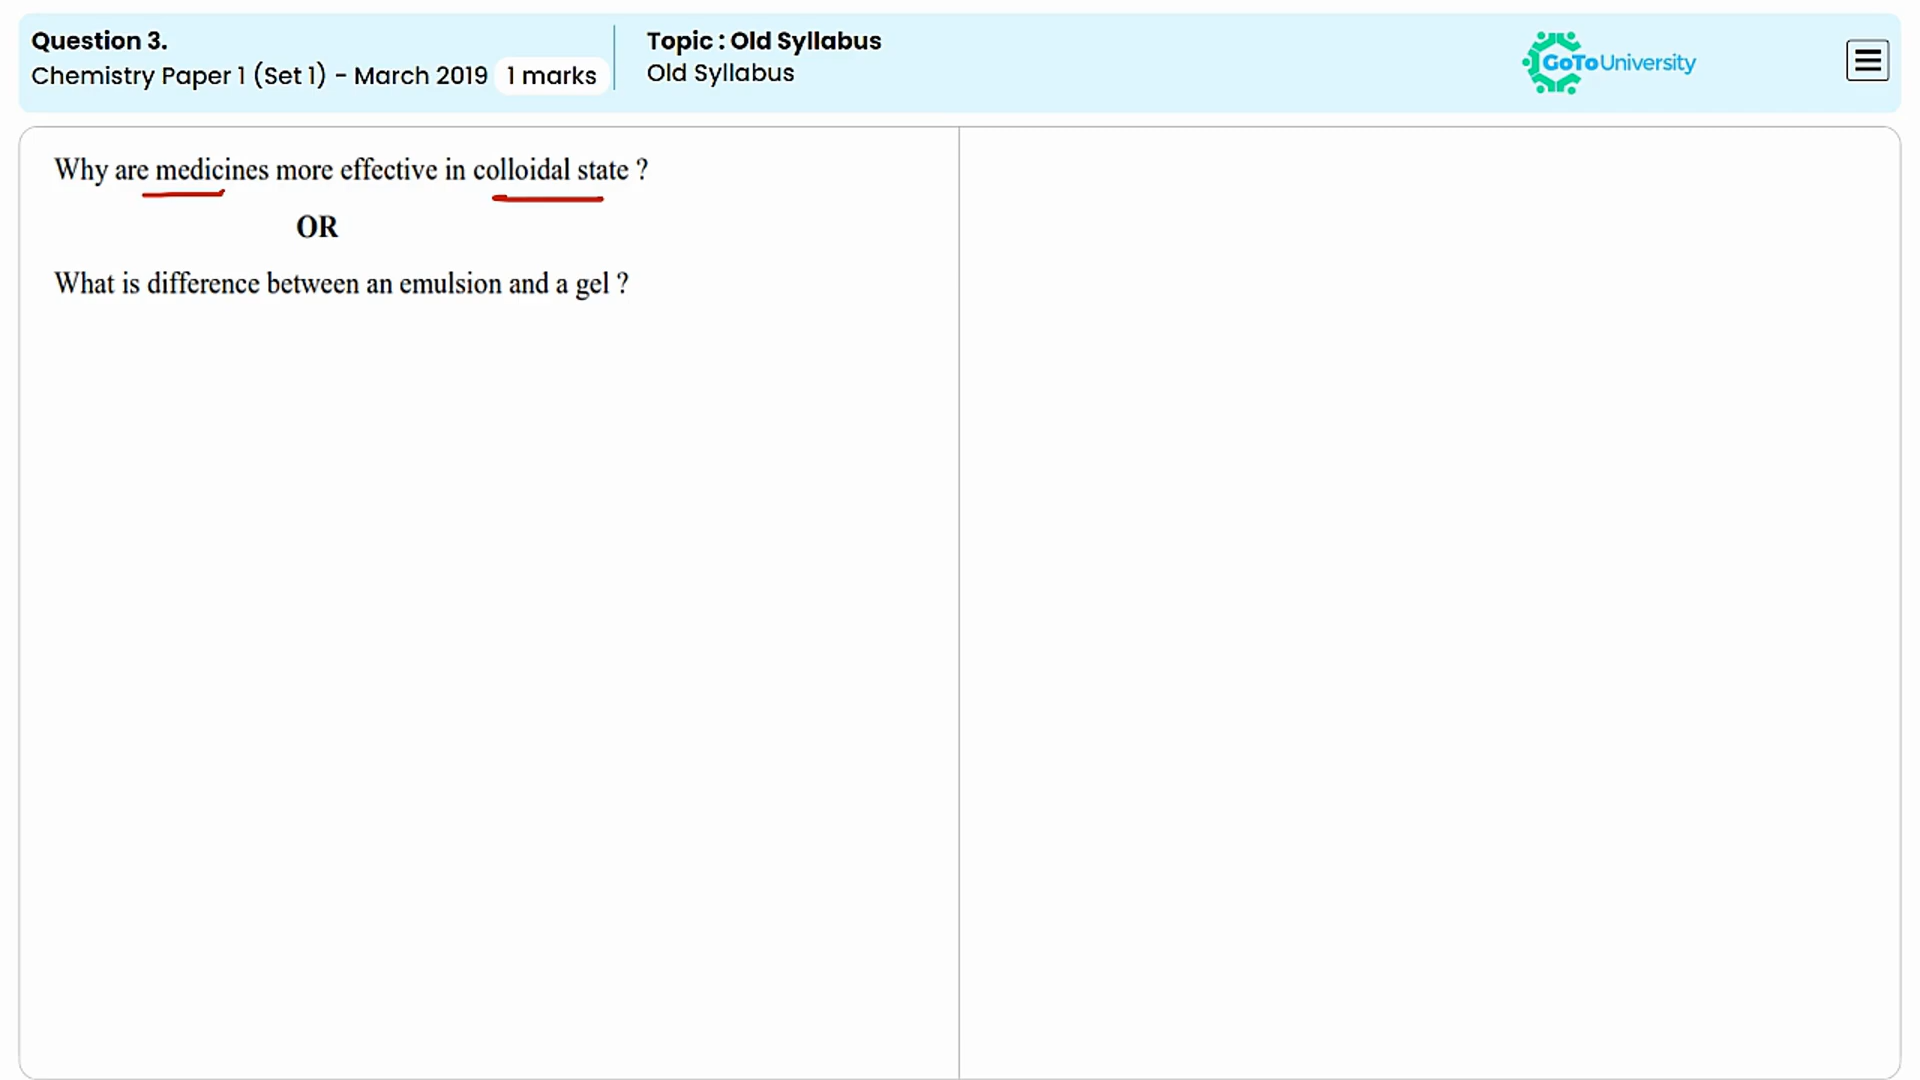 Question 3.
Chemistry Paper 1 (Set 1) - March 2019 1 marks
Topic : Old Syllabus
Old Syllabus
GoToUniversity
Why are medicines more effective in colloidal state ?
OR
What is difference between an emulsion and a gel ?